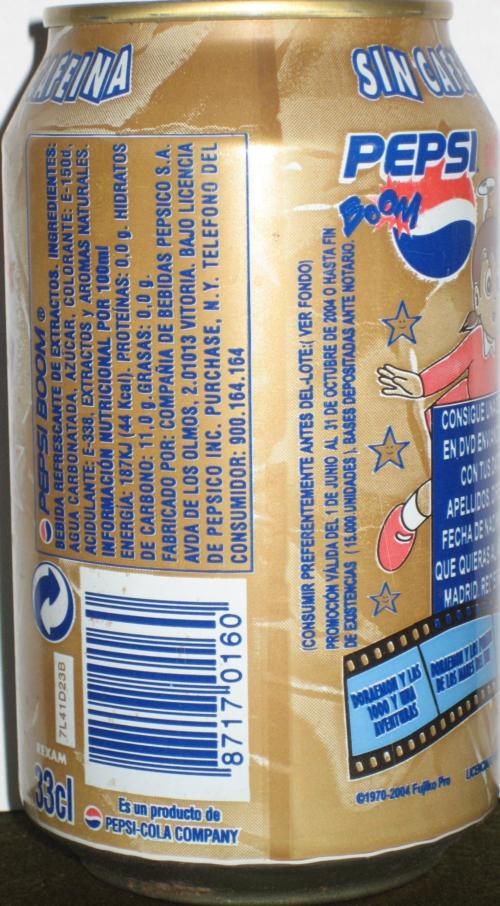 SIN
PEPSI
BOOM
PEPSI BOOM ®
BEBIDA REFRESCANTE DE EXTRACTOS. INGREDIENTES:
AGUA CARBONATADA, AZUCAR, COLORANTE: E-150d,
ACIDULANTE: E-338, EXTRACTOS y AROMAS NATURALES.
INFORMACIÓN NUTRICIONAL POR 100ml
ENERGÍA: 187KJ (44 Kcal). PROTEÍNAS: 0,0 g. HIDRATOS
DE CARBONO: 11,0 g. GRASAS: 0,0 g.
FABRICADO POR: COMPAÑIA DE BEBIDAS PEPSICO S.A.
AVDA DE LOS OLMOS, 2.01013 VITORIA. BAJO LICENCIA
DE PEPSICO INC. PURCHASE, N.Y. TELEFONO DEL
CONSUMIDOR: 900.164.164
(CONSUMIR PREFERENTEMENTE ANTES DEL-LOTE:( VER FONDO)
PROMOCIÓN VÁLIDA DEL 1 DE JUNIO AL 31 DE OCTUBRE DE 2004 O HASTA FIN
DE EXISTENCIAS ( 15.000 UNIDADES ). BASES DEPOSITADAS ANTE NOTARIO.
CONSIGUE
EN DVD
CON TUS
APELLIDOS
FECHA DE
QUE QUIERAS
MADRID.
DORAEMON Y LAS
1000 Y UNA
AVENTURAS
DORAEMON Y LOS
DE LOS
©1970-2004 Fujiko Pro
8717 0160
7L41D23B
REXAM
33cl
Es un producto de
PEPSI-COLA COMPANY